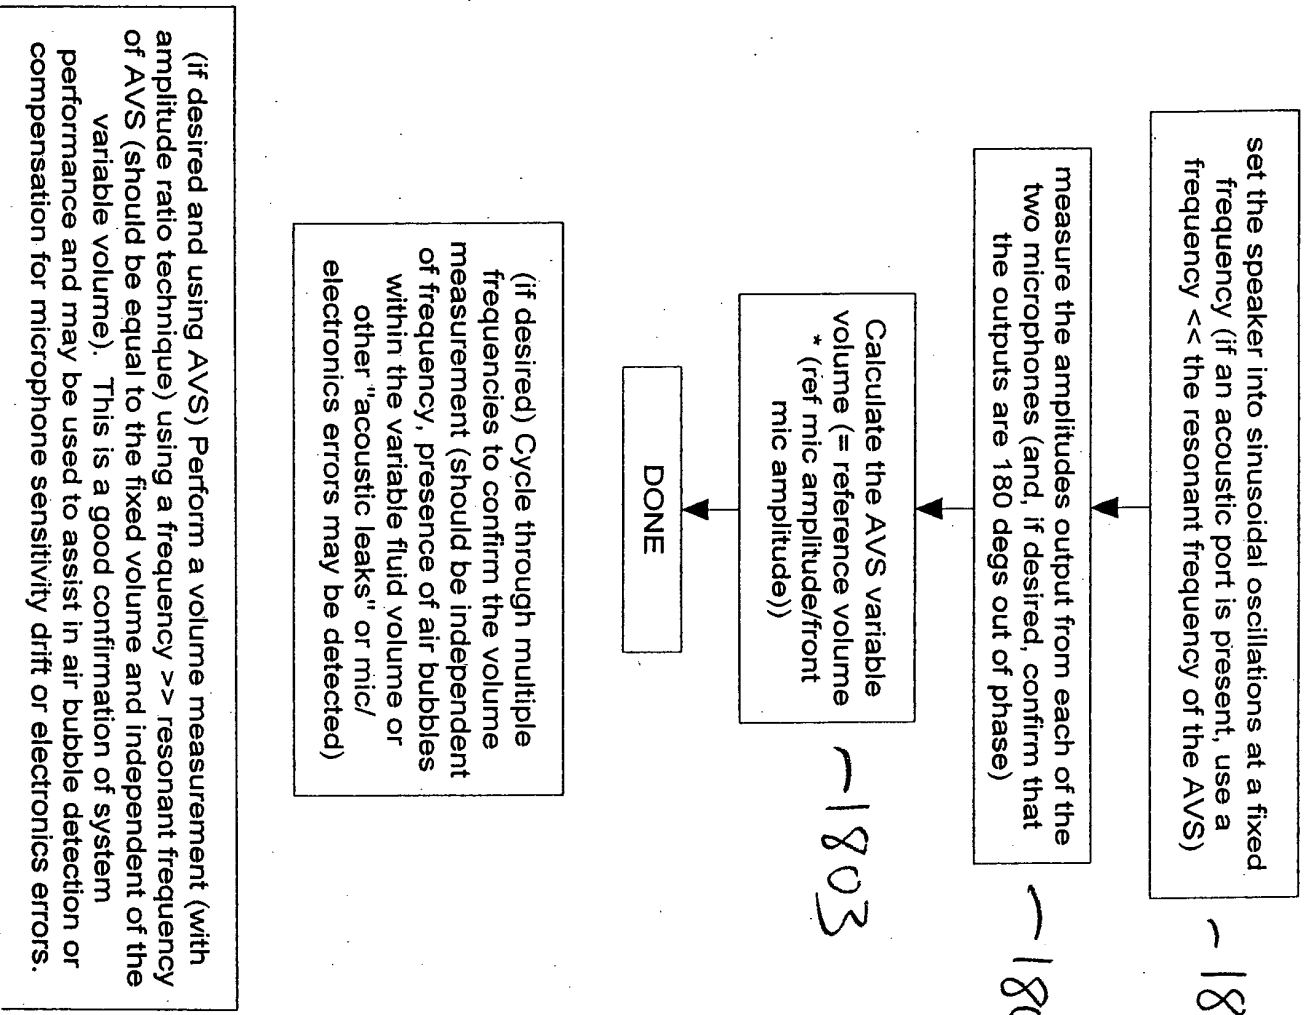 set the speaker into sinusoidal oscillations at a fixed
frequency (if an acoustic port is present, use a
frequency << the resonant frequency of the AVS)
measure the amplitudes output from each of the
two microphones (and, if desired, confirm that
the outputs are 180 degs out of phase)
Calculate the AVS variable
volume (= reference volume
* (ref mic amplitude/front
mic amplitude))
1803
DONE
(if desired) Cycle through multiple
frequencies to confirm the volume
measurement (should be independent
of frequency, presence of air bubbles
within the variable fluid volume or
other "acoustic leaks" or mic/
electronics errors may be detected)
(if desired and using AVS) Perform a volume measurement (with
amplitude ratio technique) using a frequency >> resonant frequency
of AVS (should be equal to the fixed volume and independent of the
variable volume). This is a good confirmation of system
performance and may be used to assist in air bubble detection or
compensation for microphone sensitivity drift or electronics errors.